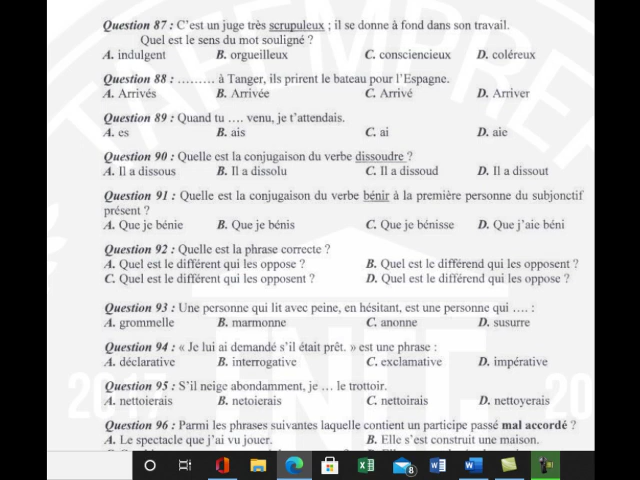 Question 87 : C'est un juge très scrupuleux ; il se donne à fond dans son travail.
Quel est le sens du mot souligné ?
A. indulgent B. orgueilleux C. consciencieux D. coléreux
Question 88 : ……… à Tanger, ils prirent le bateau pour l'Espagne.
A. Arrivés B. Arrivée C. Arrivé D. Arriver
Question 89 : Quand tu …. venu, je t'attendais.
A. es B. ais C. ai D. aie
Question 90 : Quelle est la conjugaison du verbe dissoudre ?
A. Il a dissous B. Il a dissolu C. Il a dissoud D. Il a dissout
Question 91 : Quelle est la conjugaison du verbe bénir à la première personne du subjonctif
présent ?
A. Que je bénie B. Que je bénis C. Que je bénisse D. Que j'aie béni
Question 92 : Quelle est la phrase correcte ?
A. Quel est le différent qui les oppose ? B. Quel est le différend qui les opposent ?
C. Quel est le différent qui les opposent ? D. Quel est le différend qui les oppose ?
Question 93 : Une personne qui lit avec peine, en hésitant, est une personne qui …. :
A. grommelle B. marmonne C. anonne D. susurre
Question 94 : « Je lui ai demandé s'il était prêt. » est une phrase :
A. déclarative B. interrogative C. exclamative D. impérative
Question 95 : S'il neige abondamment, je … le trottoir.
A. nettoierais B. netoierais C. nettoirais D. nettoyerais
Question 96 : Parmi les phrases suivantes laquelle contient un participe passé mal accordé ?
A. Le spectacle que j'ai vu jouer. B. Elle s'est construit une maison.